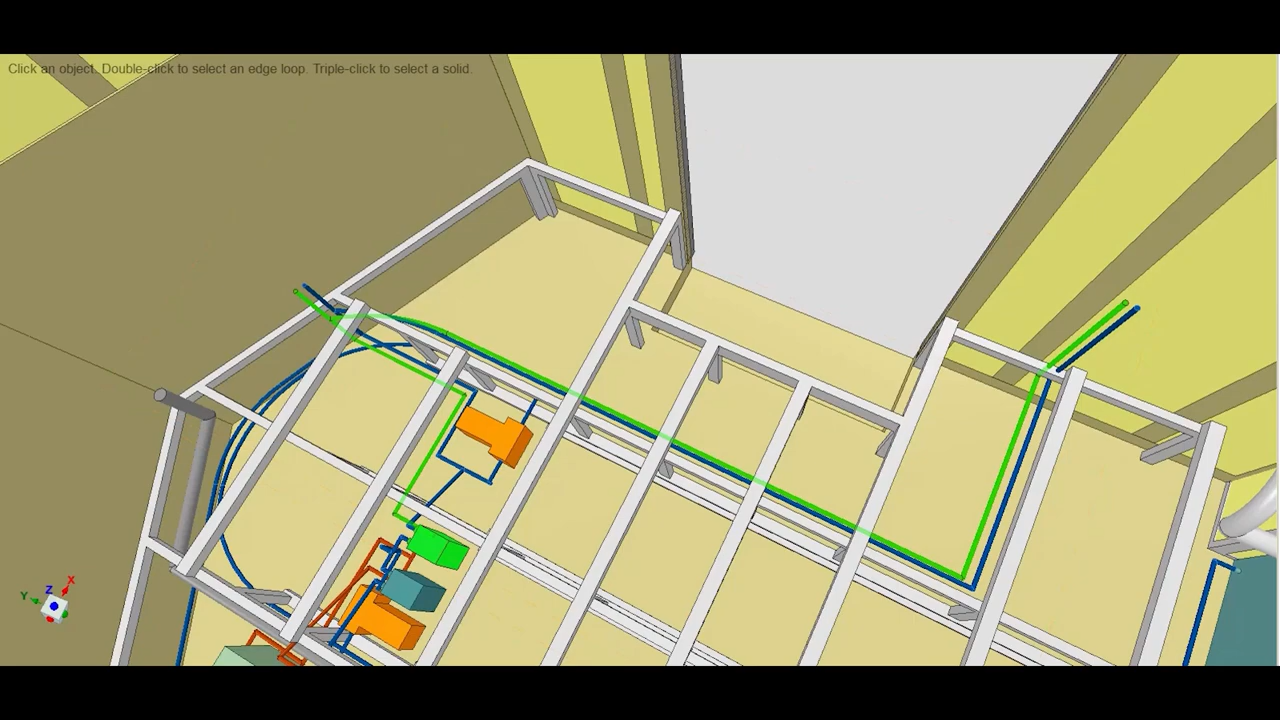 Click an object. Double-click to select an edge loop. Triple-click to select a solid.
Z
X
Y